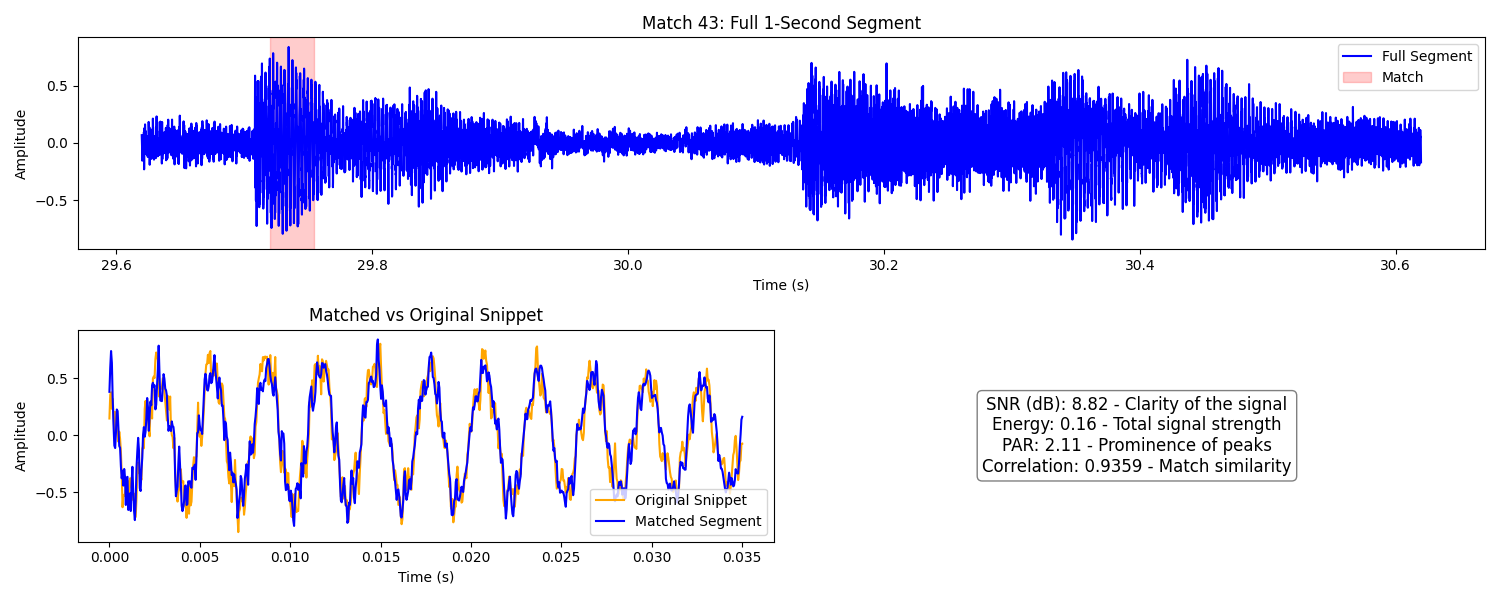 Match 43: Full 1-Second Segment
Amplitude
0.5
0.0
−0.5
Full Segment
Match
29.6 29.8 30.0 30.2 30.4 30.6
Time (s)
Matched vs Original Snippet
Amplitude
0.5
0.0
−0.5
Original Snippet
Matched Segment
0.000 0.005 0.010 0.015 0.020 0.025 0.030 0.035
Time (s)
SNR (dB): 8.82 - Clarity of the signal
Energy: 0.16 - Total signal strength
PAR: 2.11 - Prominence of peaks
Correlation: 0.9359 - Match similarity